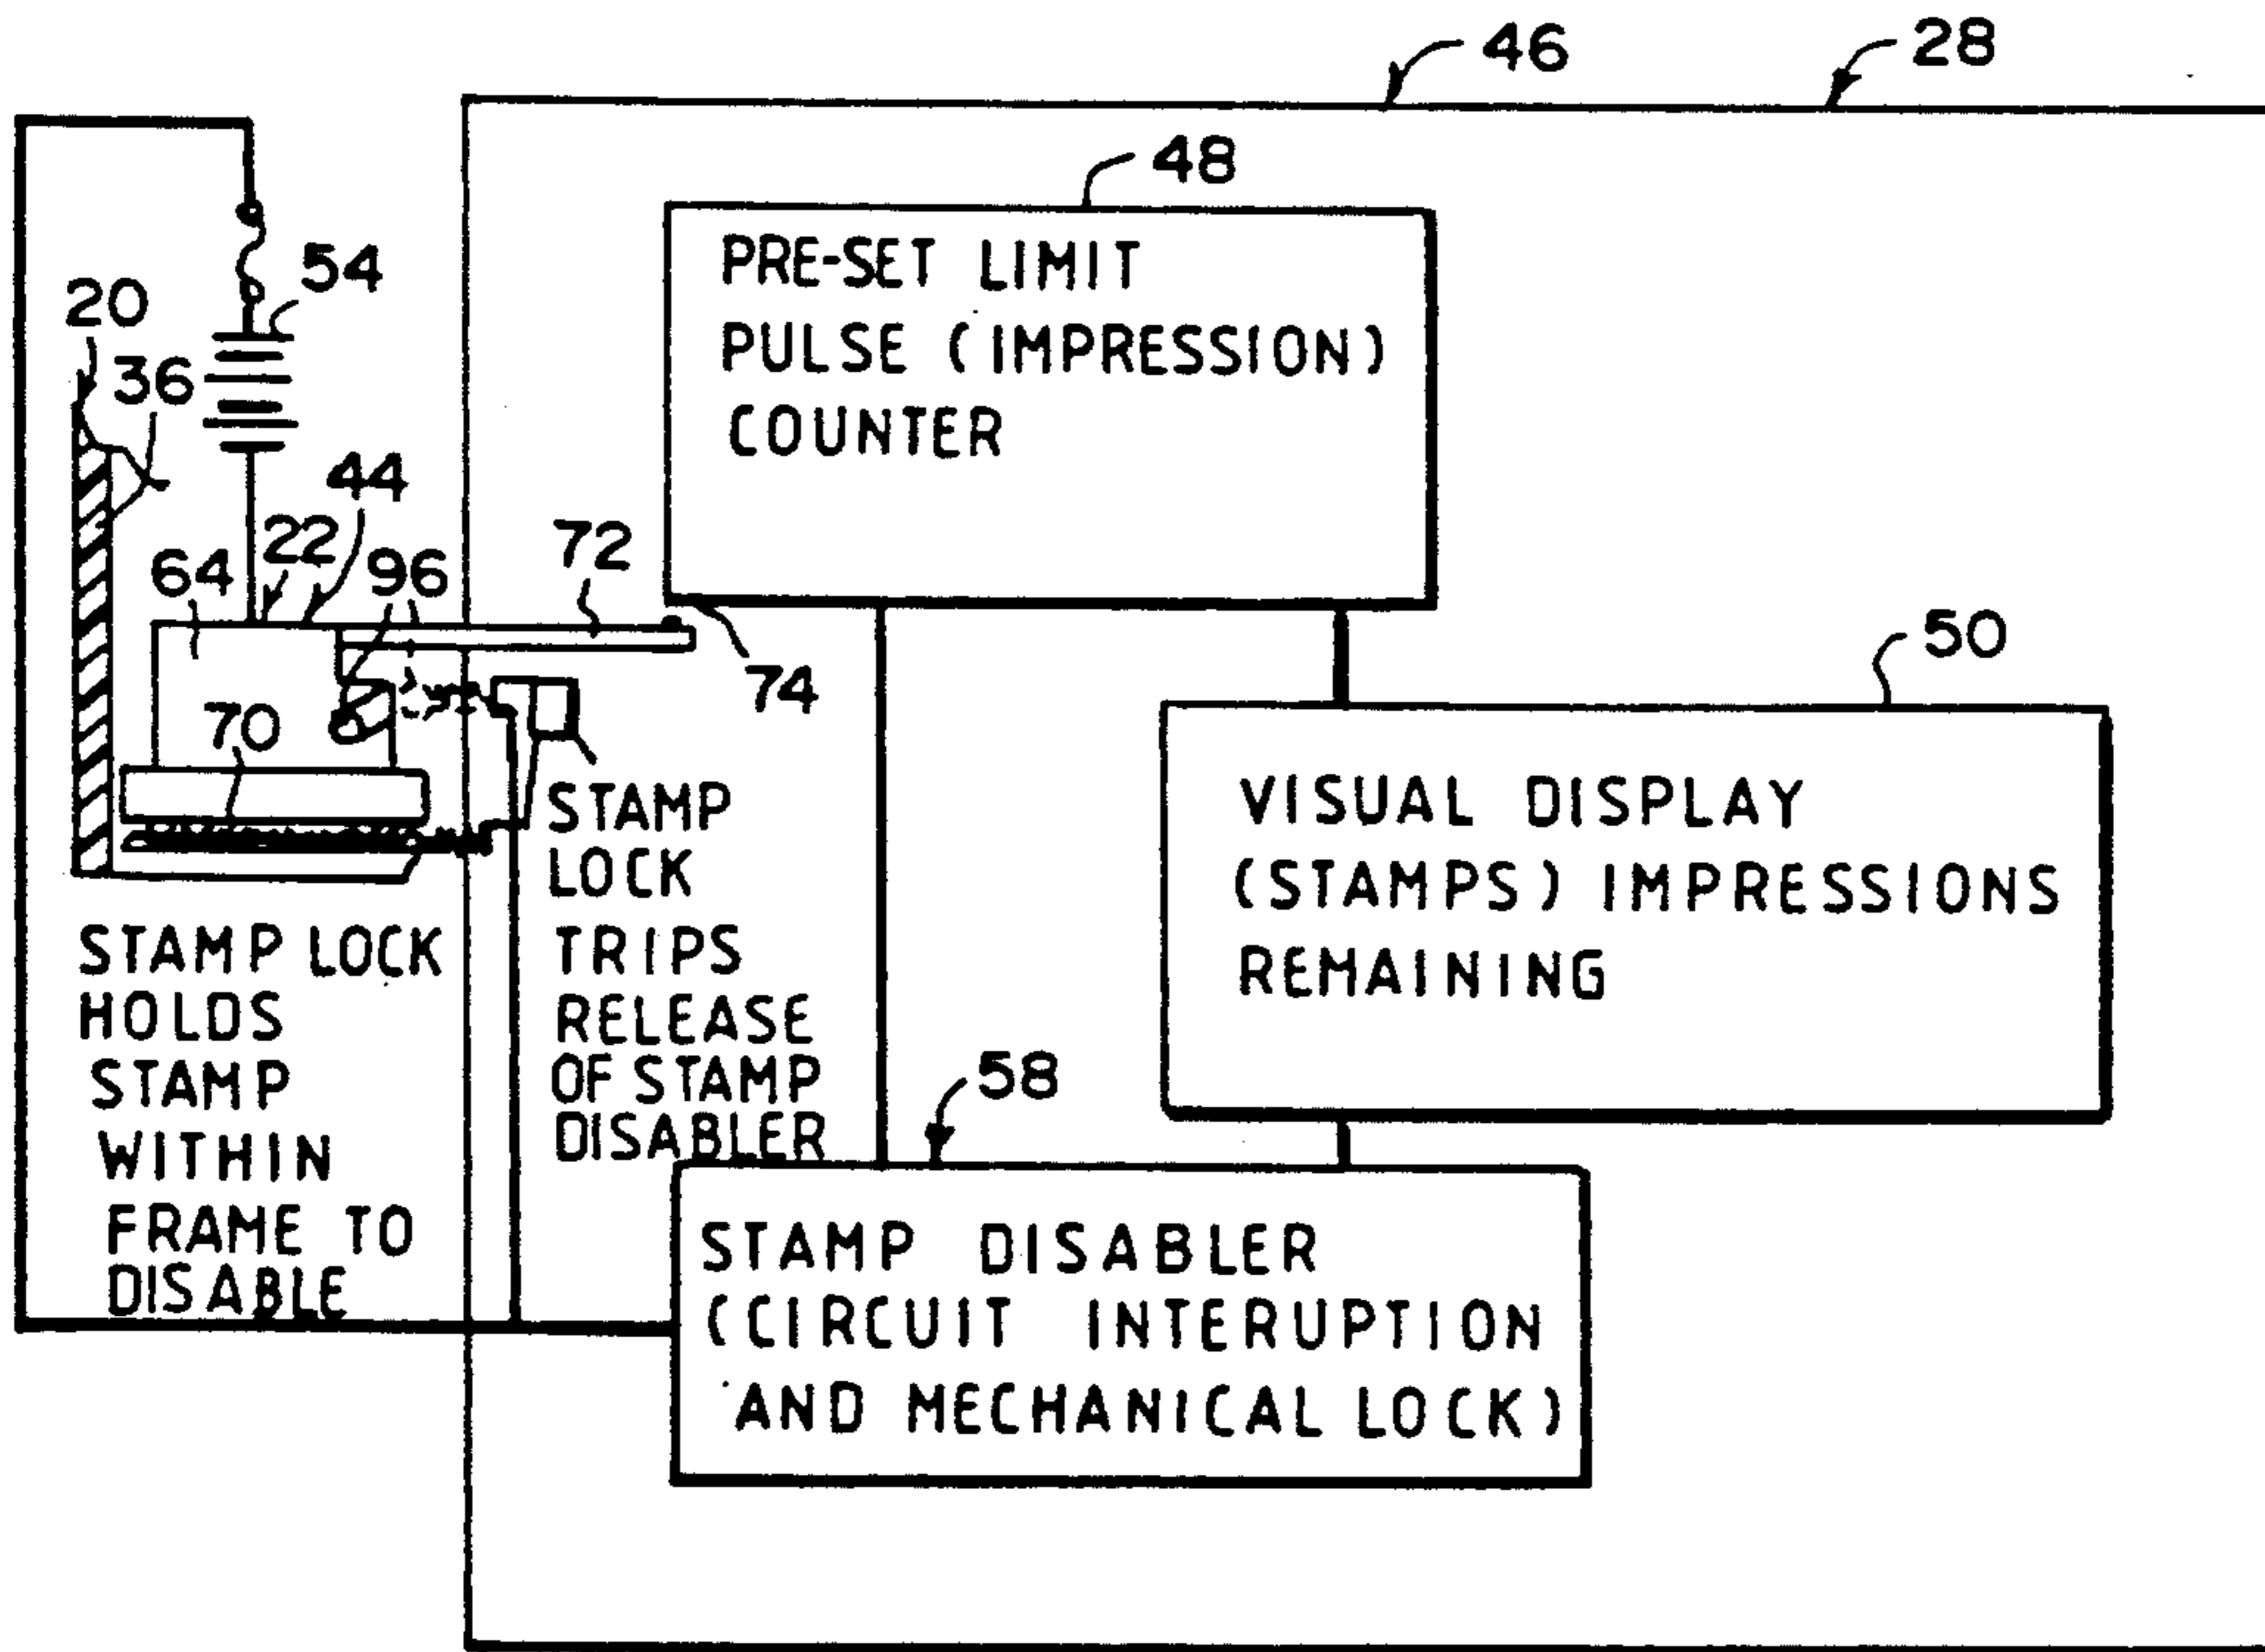 46
28
48
PRE-SET LIMIT
PULSE (IMPRESSION)
COUNTER
54
20
36
44
22
64
96
72
74
70
50
VISUAL DISPLAY
(STAMPS) IMPRESSIONS
REMAINING
STAMP
LOCK
TRIPS
RELEASE
OF STAMP
DISABLER
STAMP LOCK
HOLDS
STAMP
WITHIN
FRAME TO
DISABLE
58
STAMP DISABLER
(CIRCUIT INTERUPTION
AND MECHANICAL LOCK)